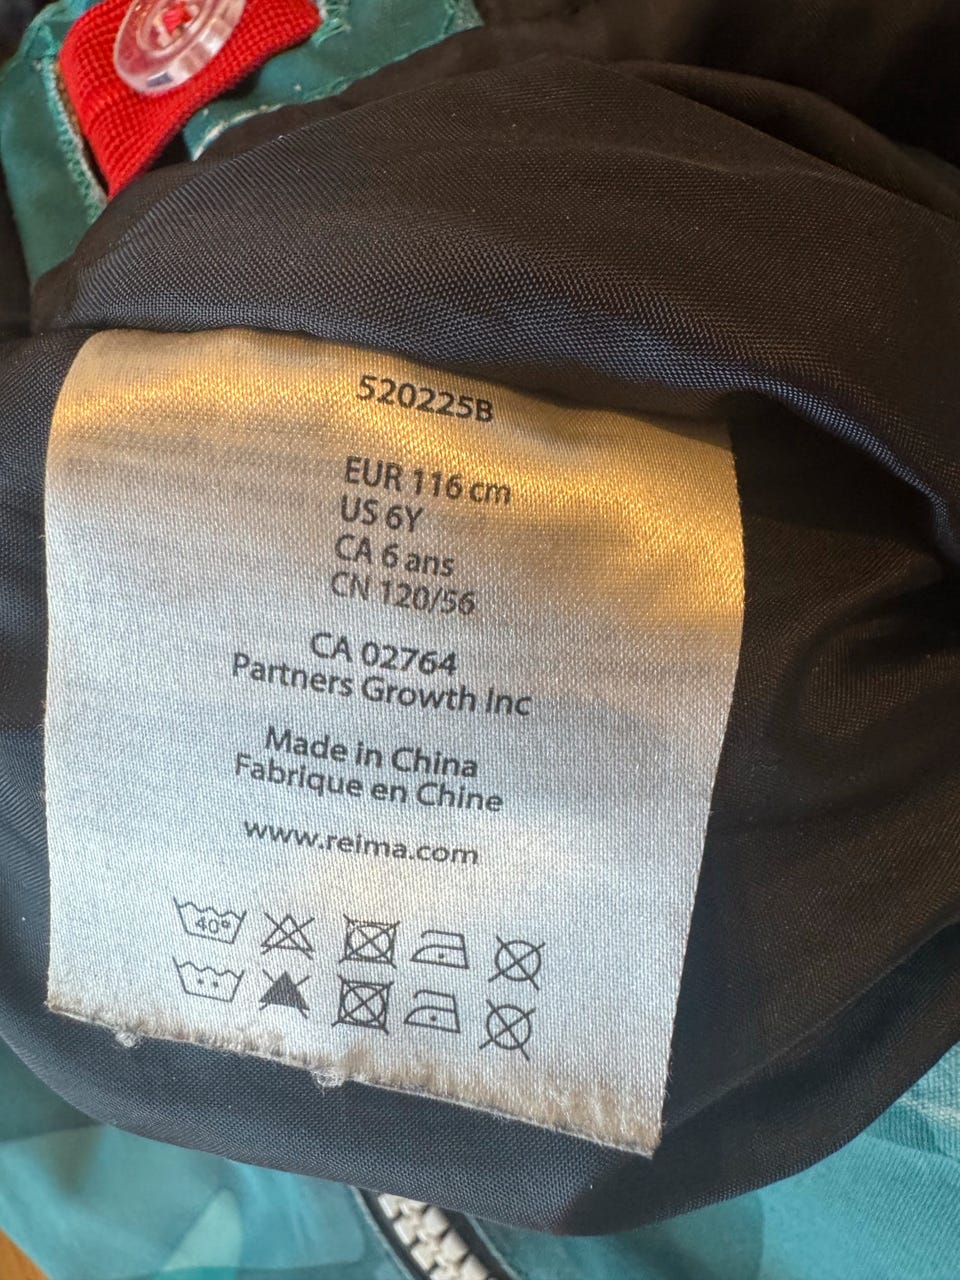 520225B
EUR 116 cm
US 6Y
CA 6 ans
CN 120/56
CA 02764
Partners Growth Inc
Made in China
Fabrique en Chine
www.reima.com
40°